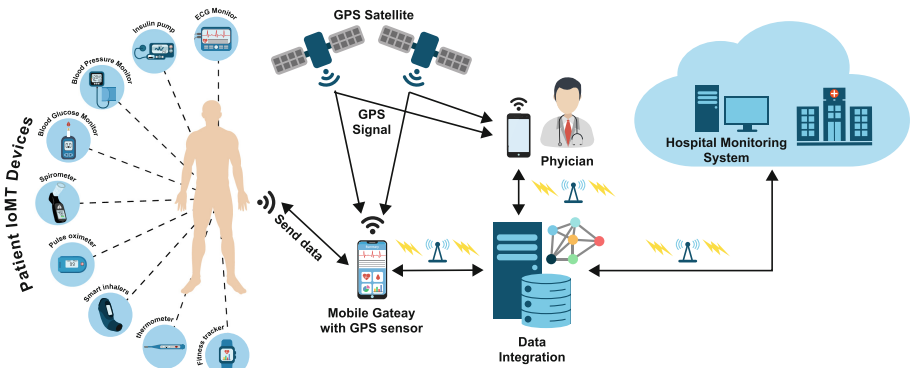 ECG Monitor
Insulin pump
Blood Pressure Monitor
Blood Glucose Monitor
Spirometer
Pulse oximeter
Smart inhalers
thermometer
Fitness tracker
Patient IoMT Devices
GPS Satellite
GPS
Signal
Send data
Mobile Gateay
with GPS sensor
Phyician
Data
Integration
Hospital Monitoring
System